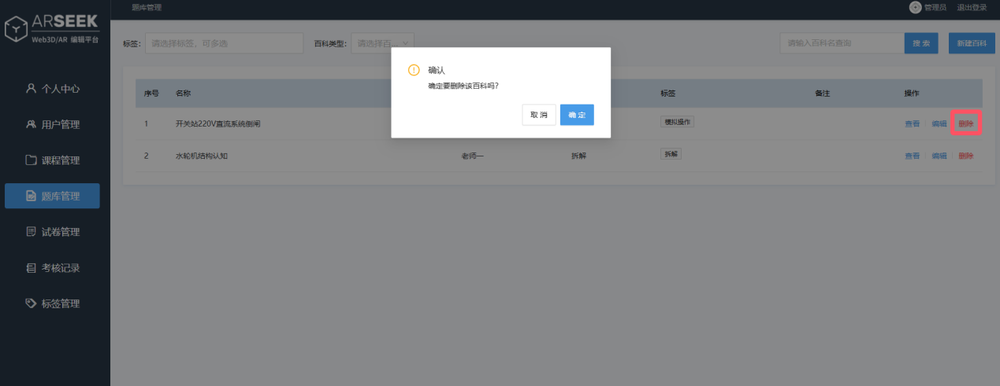 ARSEEK
Web3D/AR 编辑平台
题库管理
管理员 退出登录
标签: 请选择标签，可多选 百科类型: 请选择百... 请输入百科名查询 搜索 新建百科
确认
确定要删除该百科吗?
取消 确定
个人中心
用户管理
课程管理
题库管理
试卷管理
考核记录
标签管理
序号 名称 标签 备注 操作
1 开关站220V直流系统倒闸 模拟操作 查看 编辑 删除
2 水轮机结构认知 老师一 拆解 拆解 查看 编辑 删除